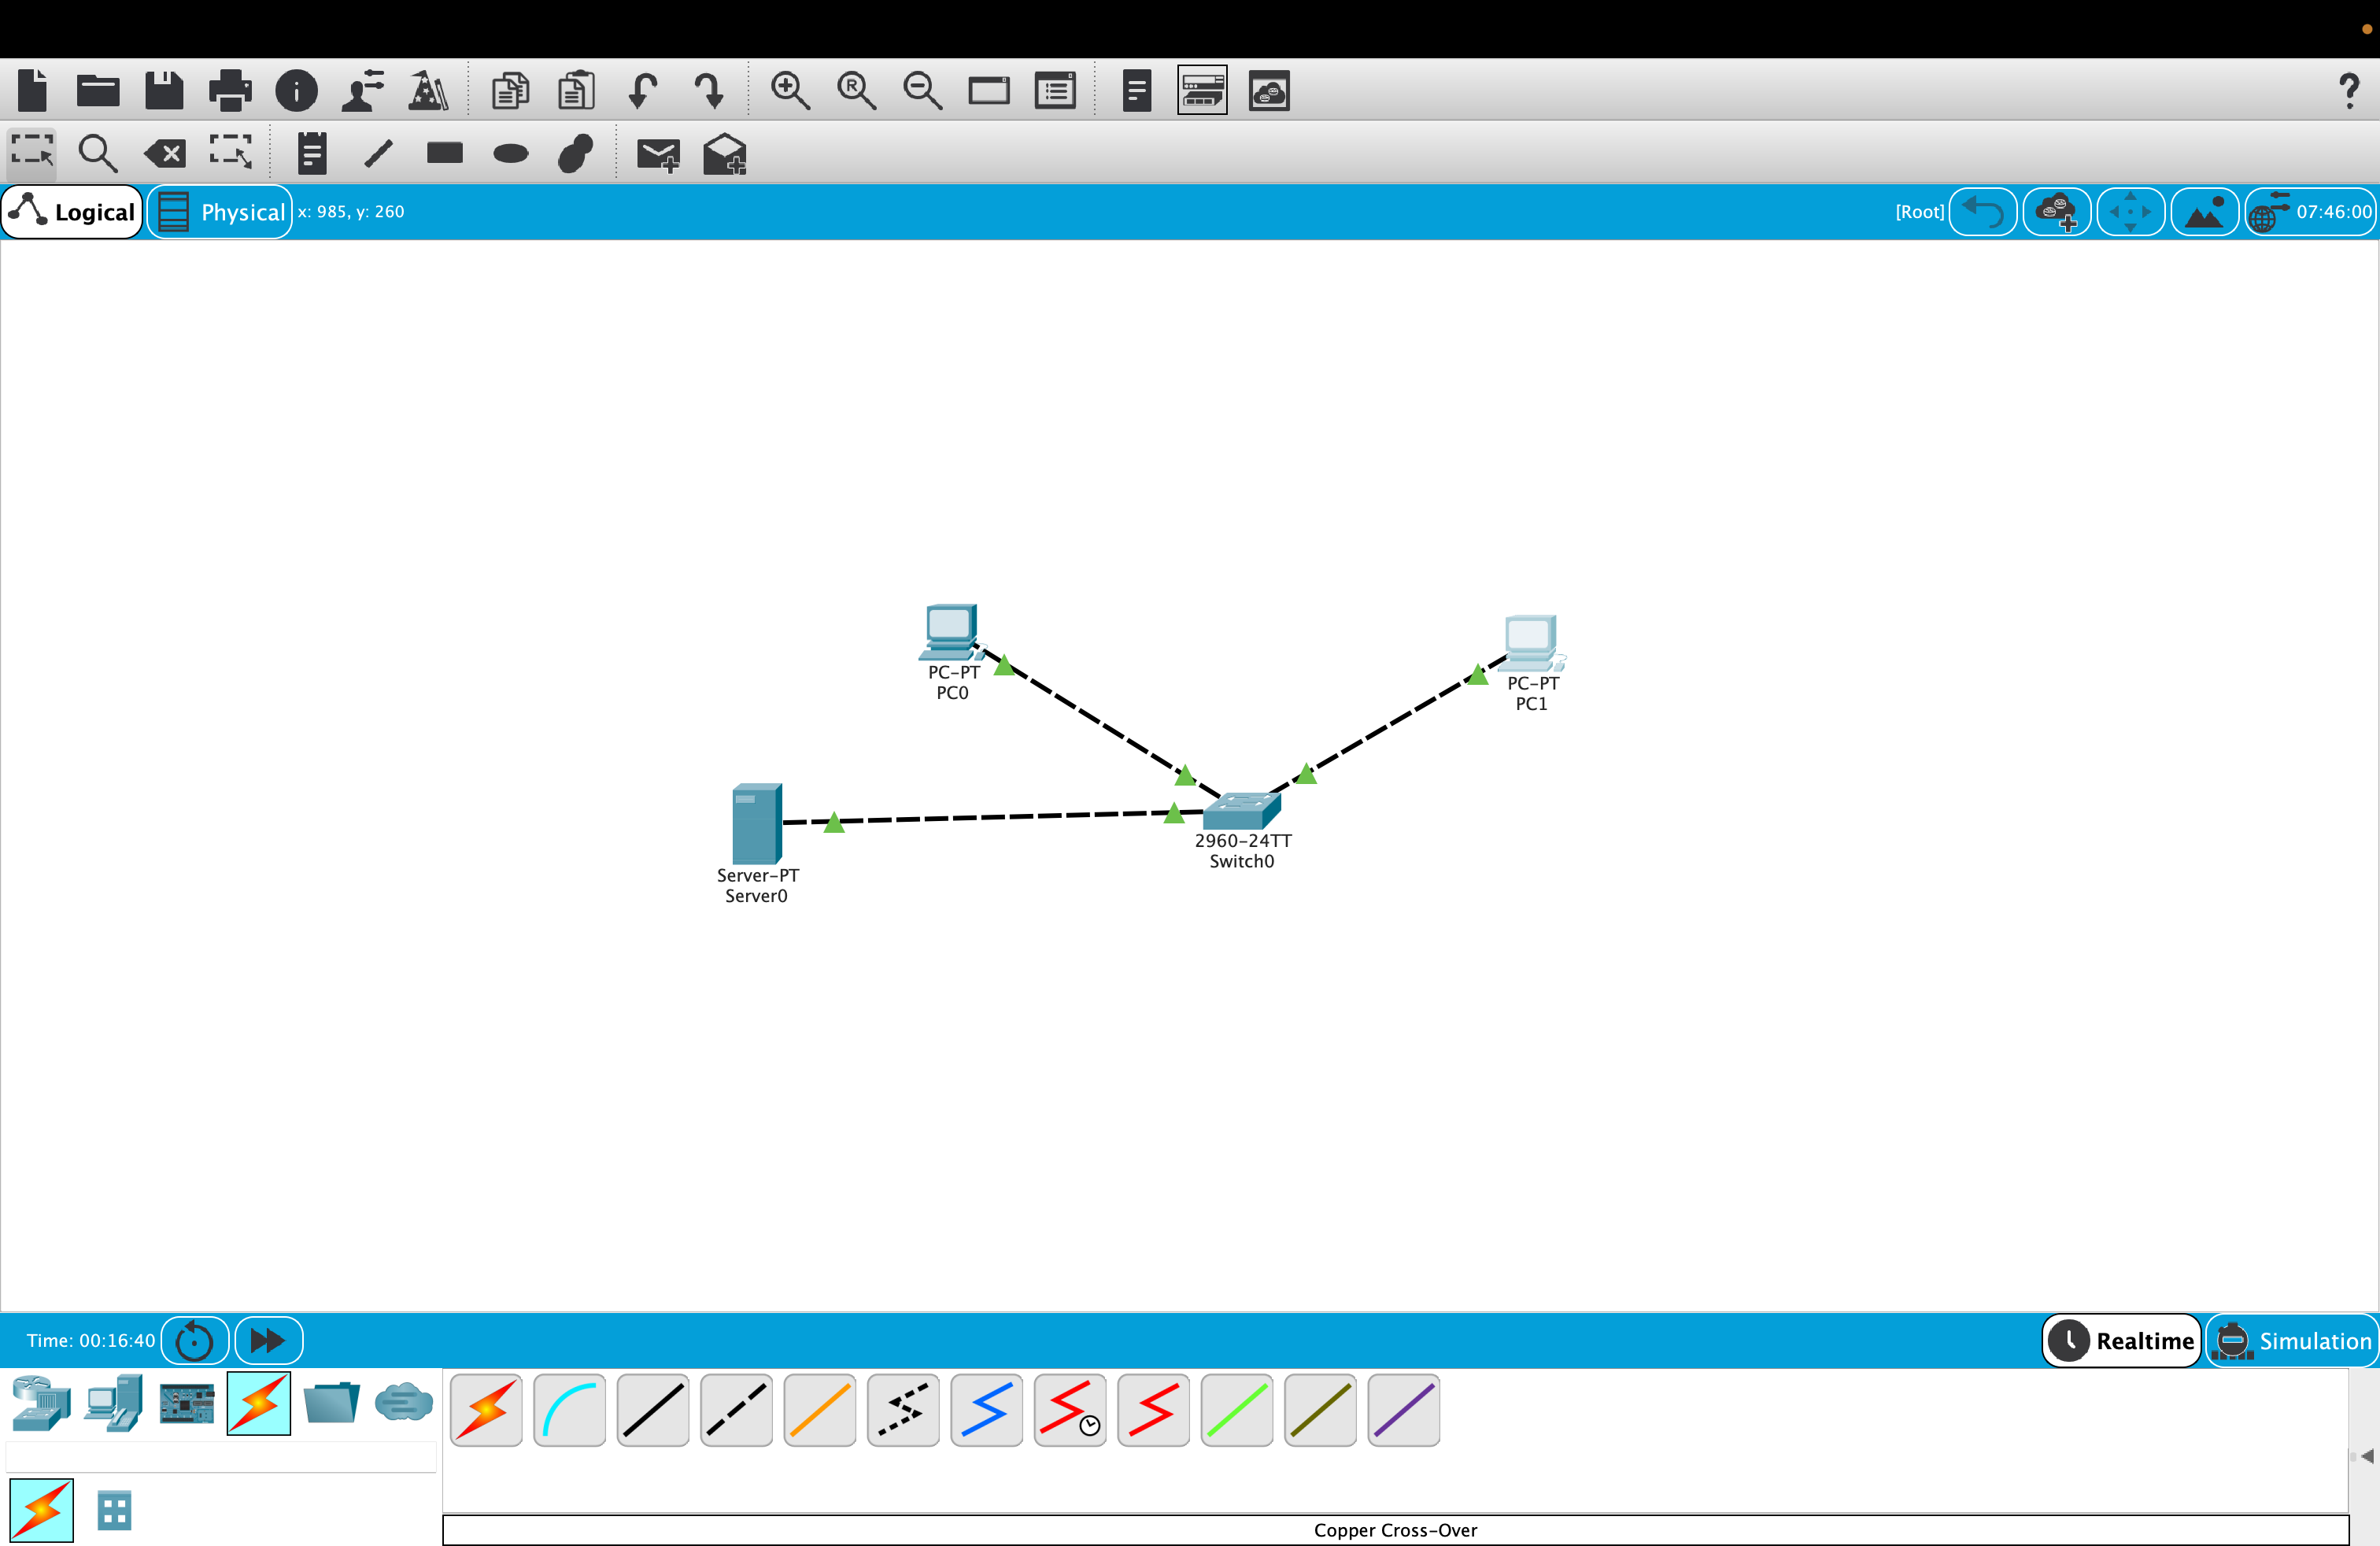 Logical
Physical
x: 985, y: 260
[Root]
07:46:00
PC-PT
PC0
PC-PT
PC1
2960-24TT
Switch0
Server-PT
Server0
Time: 00:16:40
Realtime
Simulation
Copper Cross-Over